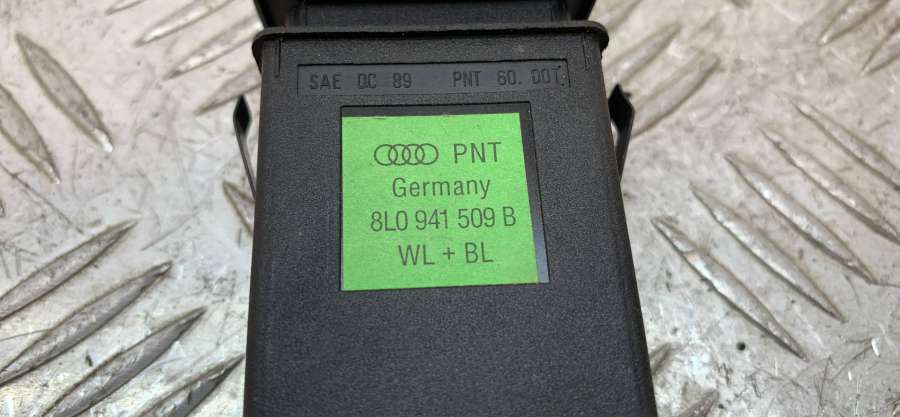 SAE QC 89 PNT 60. DOT.
PNT
Germany
8L0 941 509 B
WL + BL